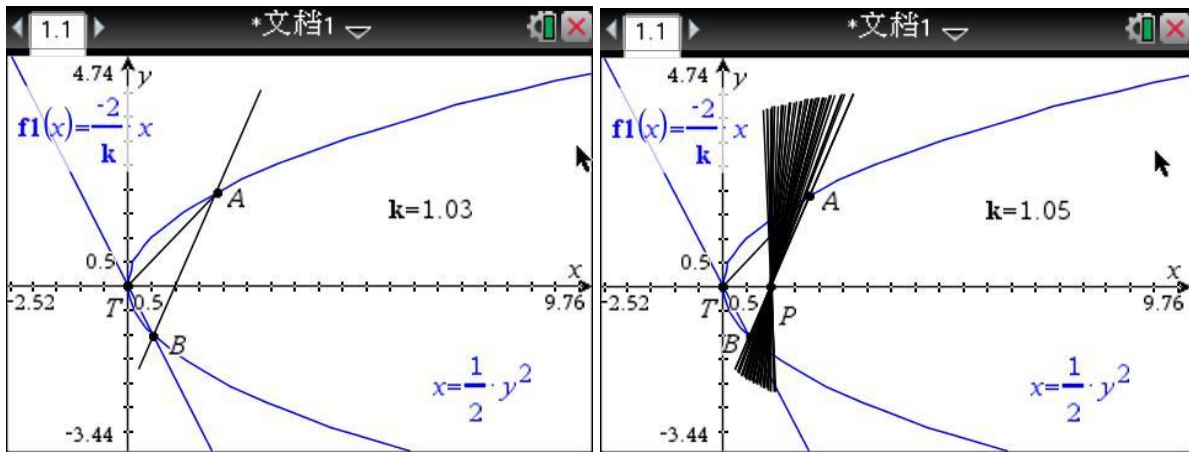 1.1
*文档1
4.74
y
f1(x)=-2/k · x
A
k=1.03
0.5
x
-2.52
T
0.5
9.76
B
x=1/2 · y²
-3.44
1.1
*文档1
4.74
y
f1(x)=-2/k · x
A
k=1.05
0.5
x
-2.52
T
0.5
9.76
P
B
x=1/2 · y²
-3.44